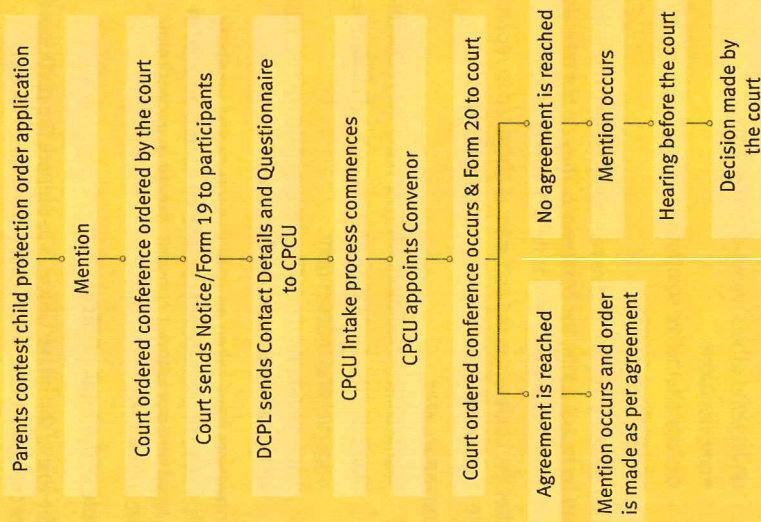 Parents contest child protection order application
Mention
Court ordered conference ordered by the court
Court sends Notice/Form 19 to participants
DCPL sends Contact Details and Questionnaire
to CPCU
CPCU Intake process commences
CPCU appoints Convenor
Court ordered conference occurs & Form 20 to court
Agreement is reached
Mention occurs and order
is made as per agreement
No agreement is reached
Mention occurs
Hearing before the court
Decision made by
the court